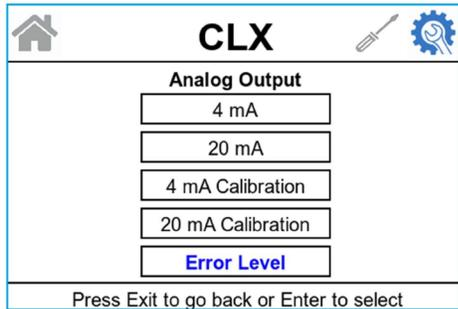 CLX
Analog Output
4 mA
20 mA
4 mA Calibration
20 mA Calibration
Error Level
Press Exit to go back or Enter to select